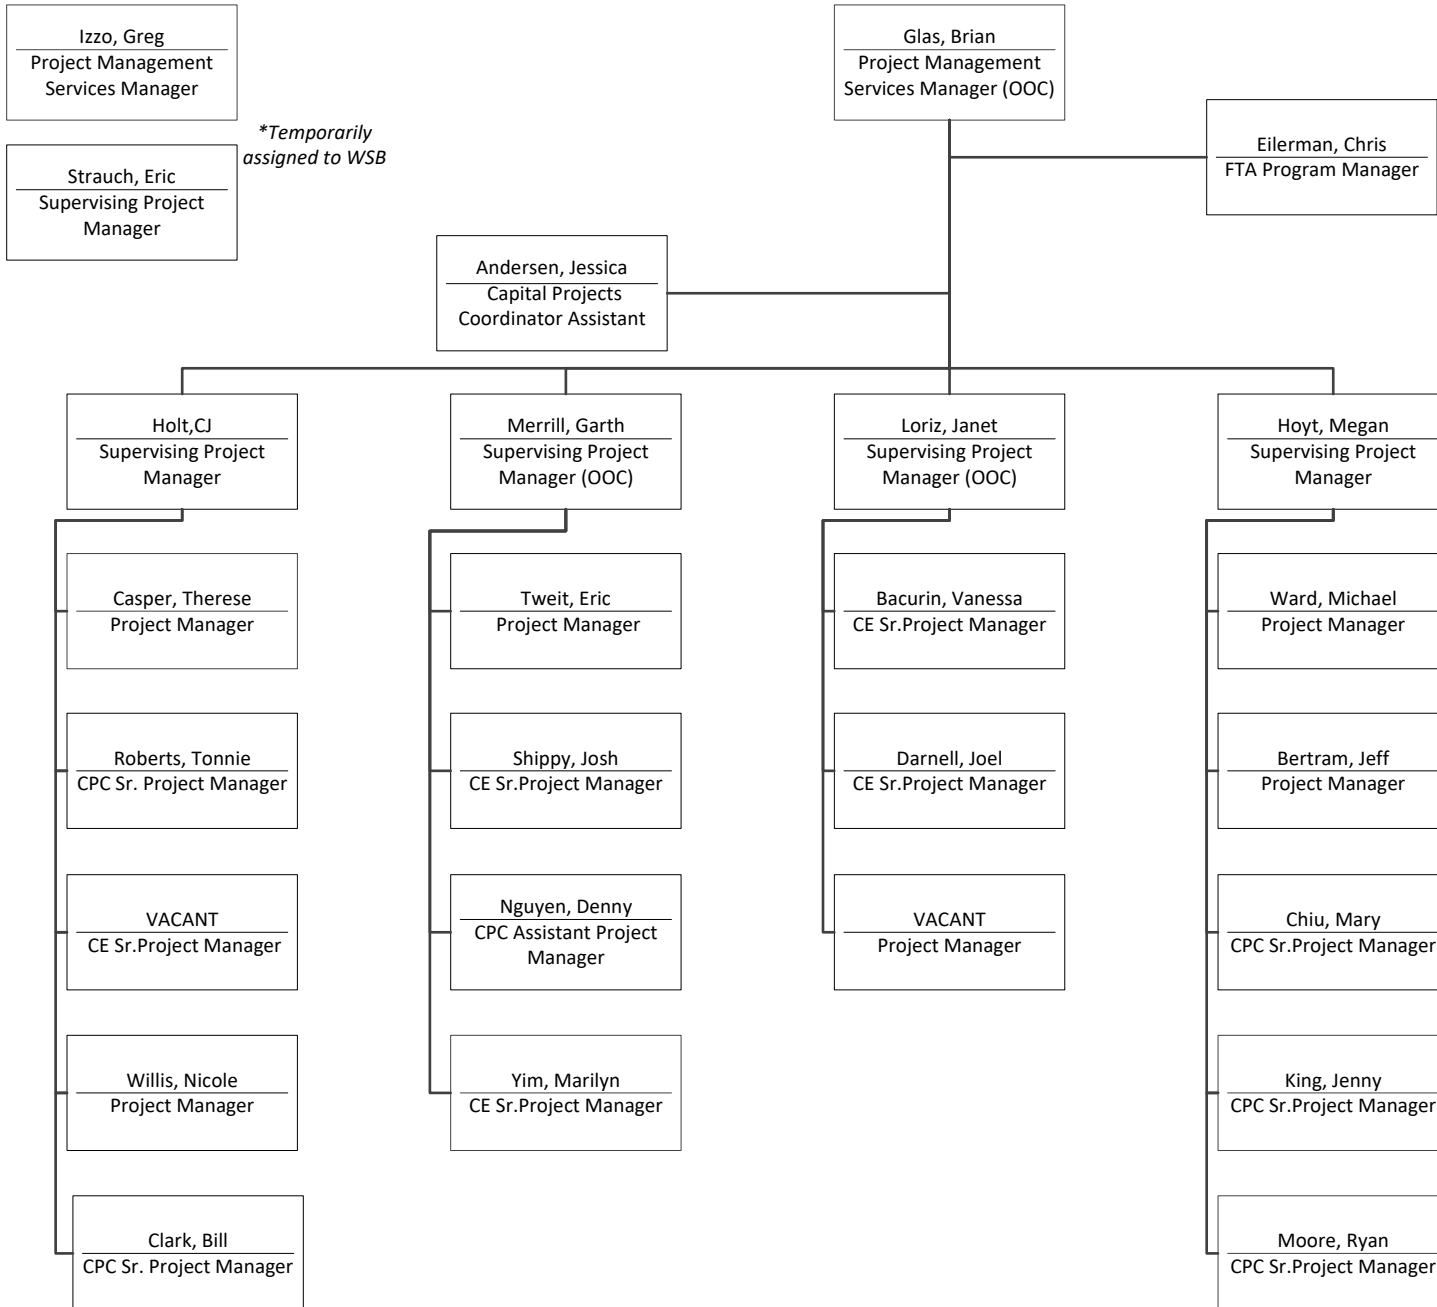 Izzo, Greg
Project Management
Services Manager
Glas, Brian
Project Management
Services Manager (OOC)
*Temporarily
assigned to WSB
Strauch, Eric
Supervising Project
Manager
Eilerman, Chris
FTA Program Manager
Andersen, Jessica
Capital Projects
Coordinator Assistant
Holt,CJ
Supervising Project
Manager
Merrill, Garth
Supervising Project
Manager (OOC)
Loriz, Janet
Supervising Project
Manager (OOC)
Hoyt, Megan
Supervising Project
Manager
Casper, Therese
Project Manager
Tweit, Eric
Project Manager
Bacurin, Vanessa
CE Sr.Project Manager
Ward, Michael
Project Manager
Roberts, Tonnie
CPC Sr. Project Manager
Shippy, Josh
CE Sr.Project Manager
Darnell, Joel
CE Sr.Project Manager
Bertram, Jeff
Project Manager
VACANT
CE Sr.Project Manager
Nguyen, Denny
CPC Assistant Project
Manager
VACANT
Project Manager
Chiu, Mary
CPC Sr.Project Manager
Willis, Nicole
Project Manager
Yim, Marilyn
CE Sr.Project Manager
King, Jenny
CPC Sr.Project Manager
Clark, Bill
CPC Sr. Project Manager
Moore, Ryan
CPC Sr.Project Manager